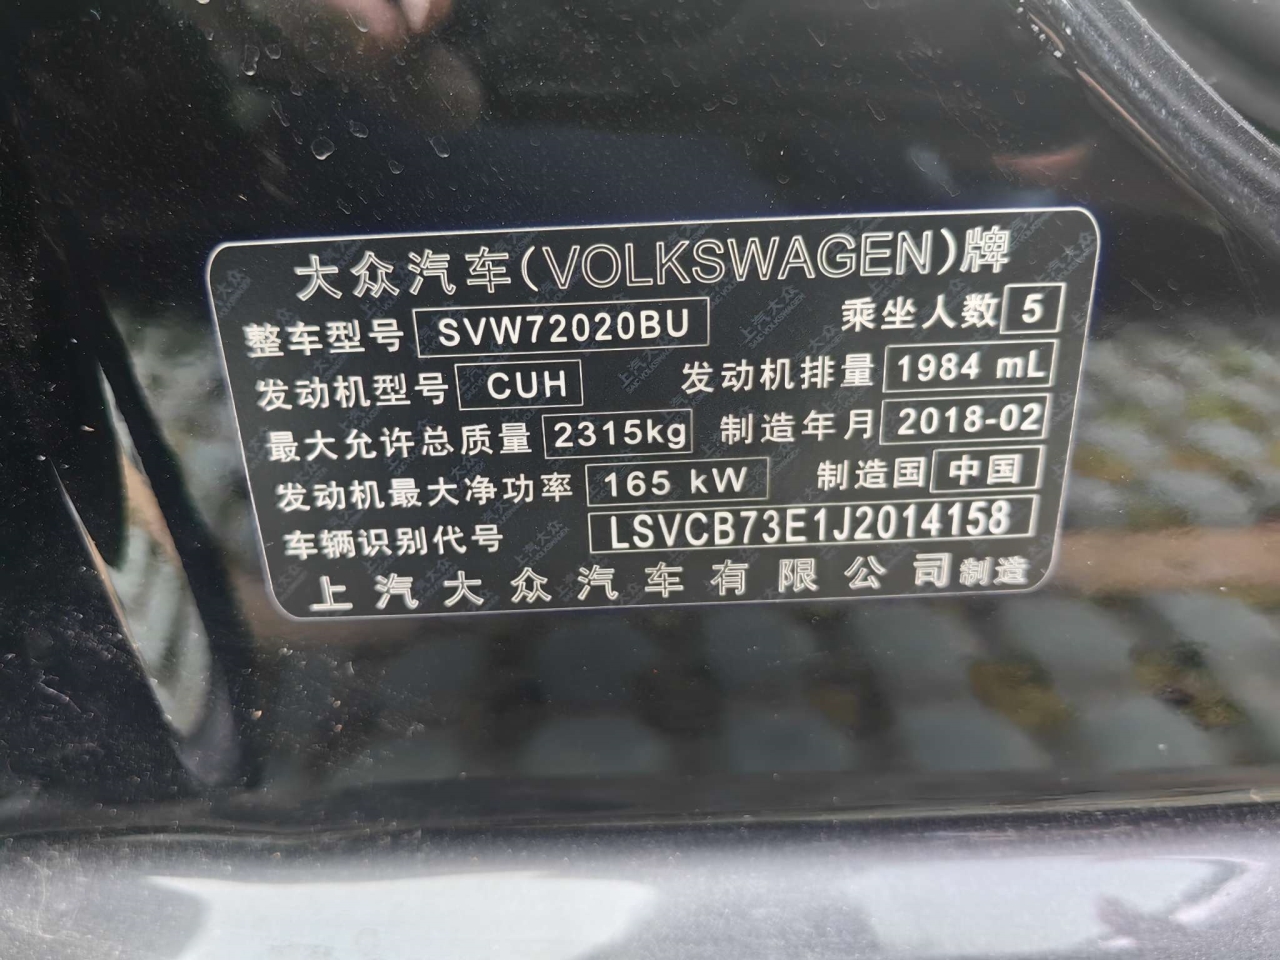 大众汽车(VOLKSWAGEN)牌
整车型号 SVW72020BU 乘坐人数 5
发动机型号 CUH 发动机排量 1984 mL
最大允许总质量 2315kg 制造年月 2018-02
发动机最大净功率 165 kW 制造国 中国
车辆识别代号 LSVCB73E1J2014158
上汽大众汽车有限公司制造